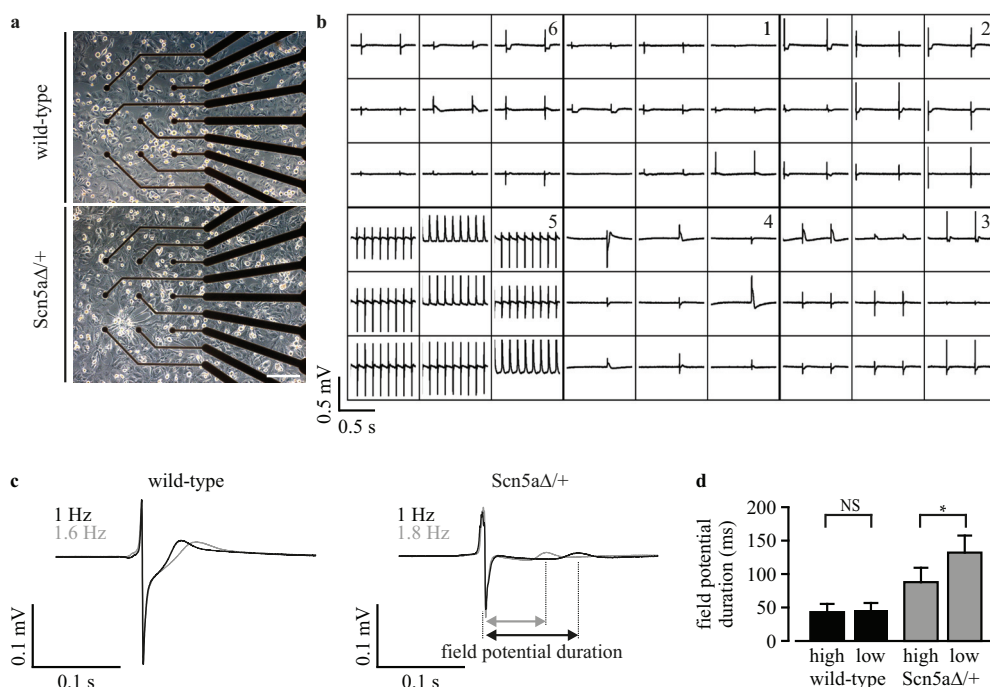 a
wild-type
Scn5aΔ/+
b
6
1
2
5
4
3
0.5 mV
0.5 s
c
wild-type
1 Hz
1.6 Hz
0.1 mV
0.1 s
Scn5aΔ/+
1 Hz
1.8 Hz
field potential duration
0.1 mV
0.1 s
d
field potential
duration (ms)
200
150
100
50
0
NS
*
high low high low
wild-type Scn5aΔ/+